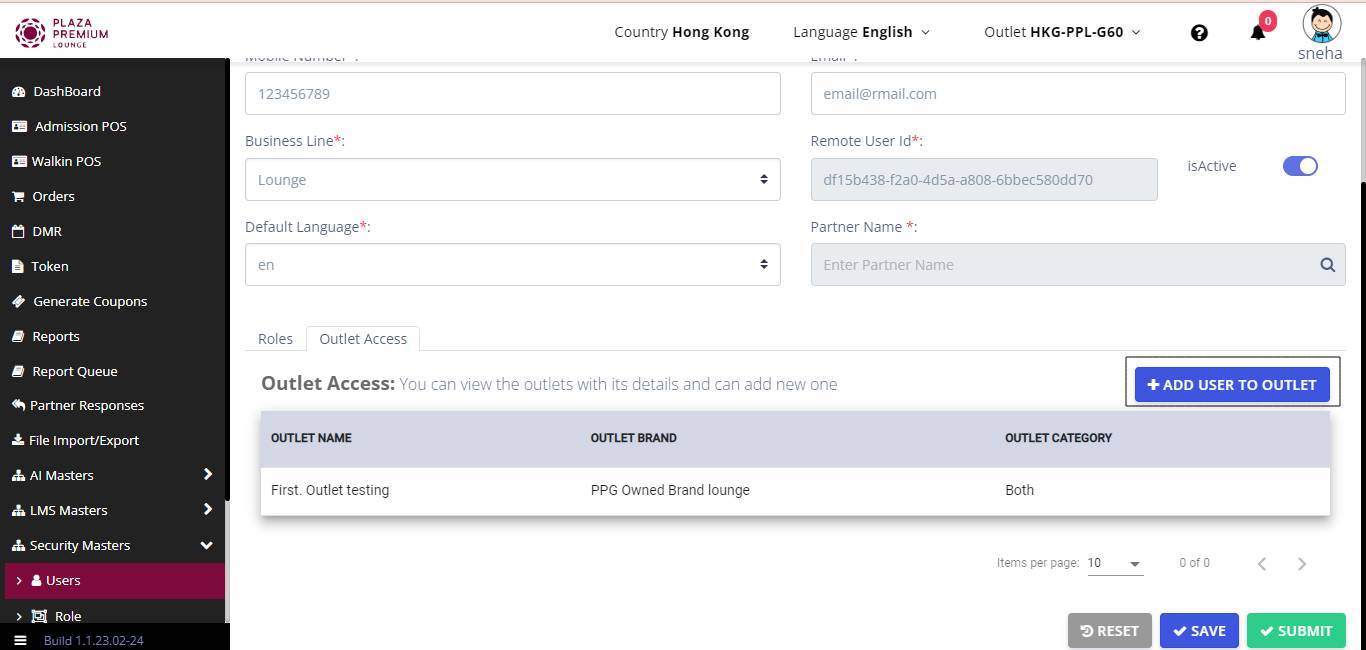 PLAZA
PREMIUM
LOUNGE
Country Hong Kong
Language English
Outlet HKG-PPL-G60
0
sneha
DashBoard
Admission POS
Walkin POS
Orders
DMR
Token
Generate Coupons
Reports
Report Queue
Partner Responses
File Import/Export
AI Masters
LMS Masters
Security Masters
Users
Role
Build 1.1.23.02-24
Mobile Number *:
Email *:
123456789
email@rmail.com
Business Line*:
Remote User Id*:
Lounge
df15b438-f2a0-4d5a-a808-6bbec580dd70
isActive
Default Language*:
Partner Name *:
en
Enter Partner Name
Roles
Outlet Access
Outlet Access: You can view the outlets with its details and can add new one
ADD USER TO OUTLET
OUTLET NAME
OUTLET BRAND
OUTLET CATEGORY
First. Outlet testing
PPG Owned Brand lounge
Both
Items per page: 10
0 of 0
RESET
SAVE
SUBMIT